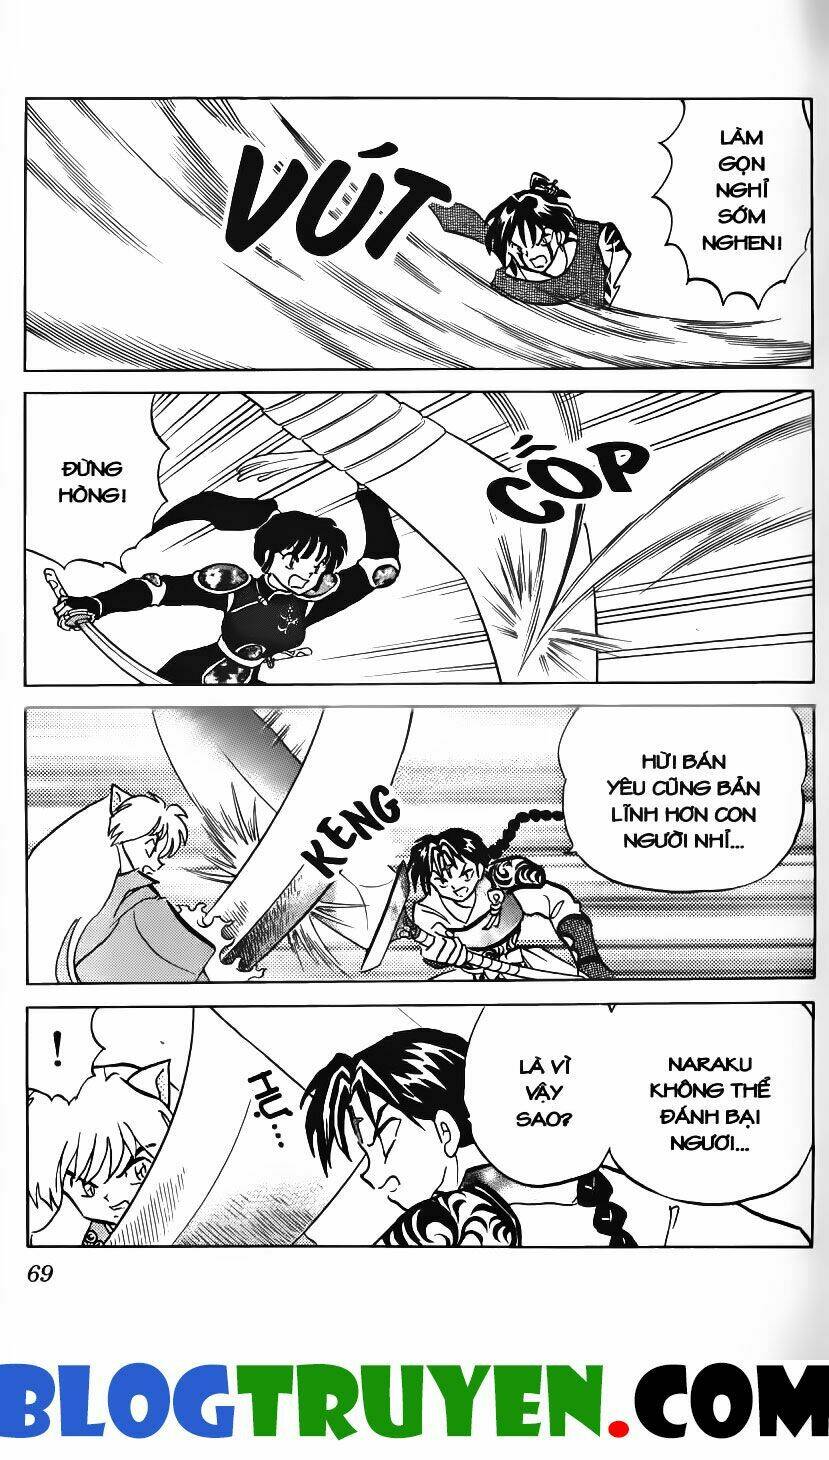 LÀM
GỌN
NGHỈ
SỚM
NGHEN!
VÚT
ĐỪNG
HÒNG!
CỐP
HỪI BÁN
YÊU CŨNG BẢN
LĨNH HƠN CON
NGƯỜI NHỈ...
KENG
NARAKU
KHÔNG THỂ
ĐÁNH BẠI
NGƯƠI...
LÀ VÌ
VẬY
SAO?
HỰ...
!
69
BLOGTRUYEN.COM